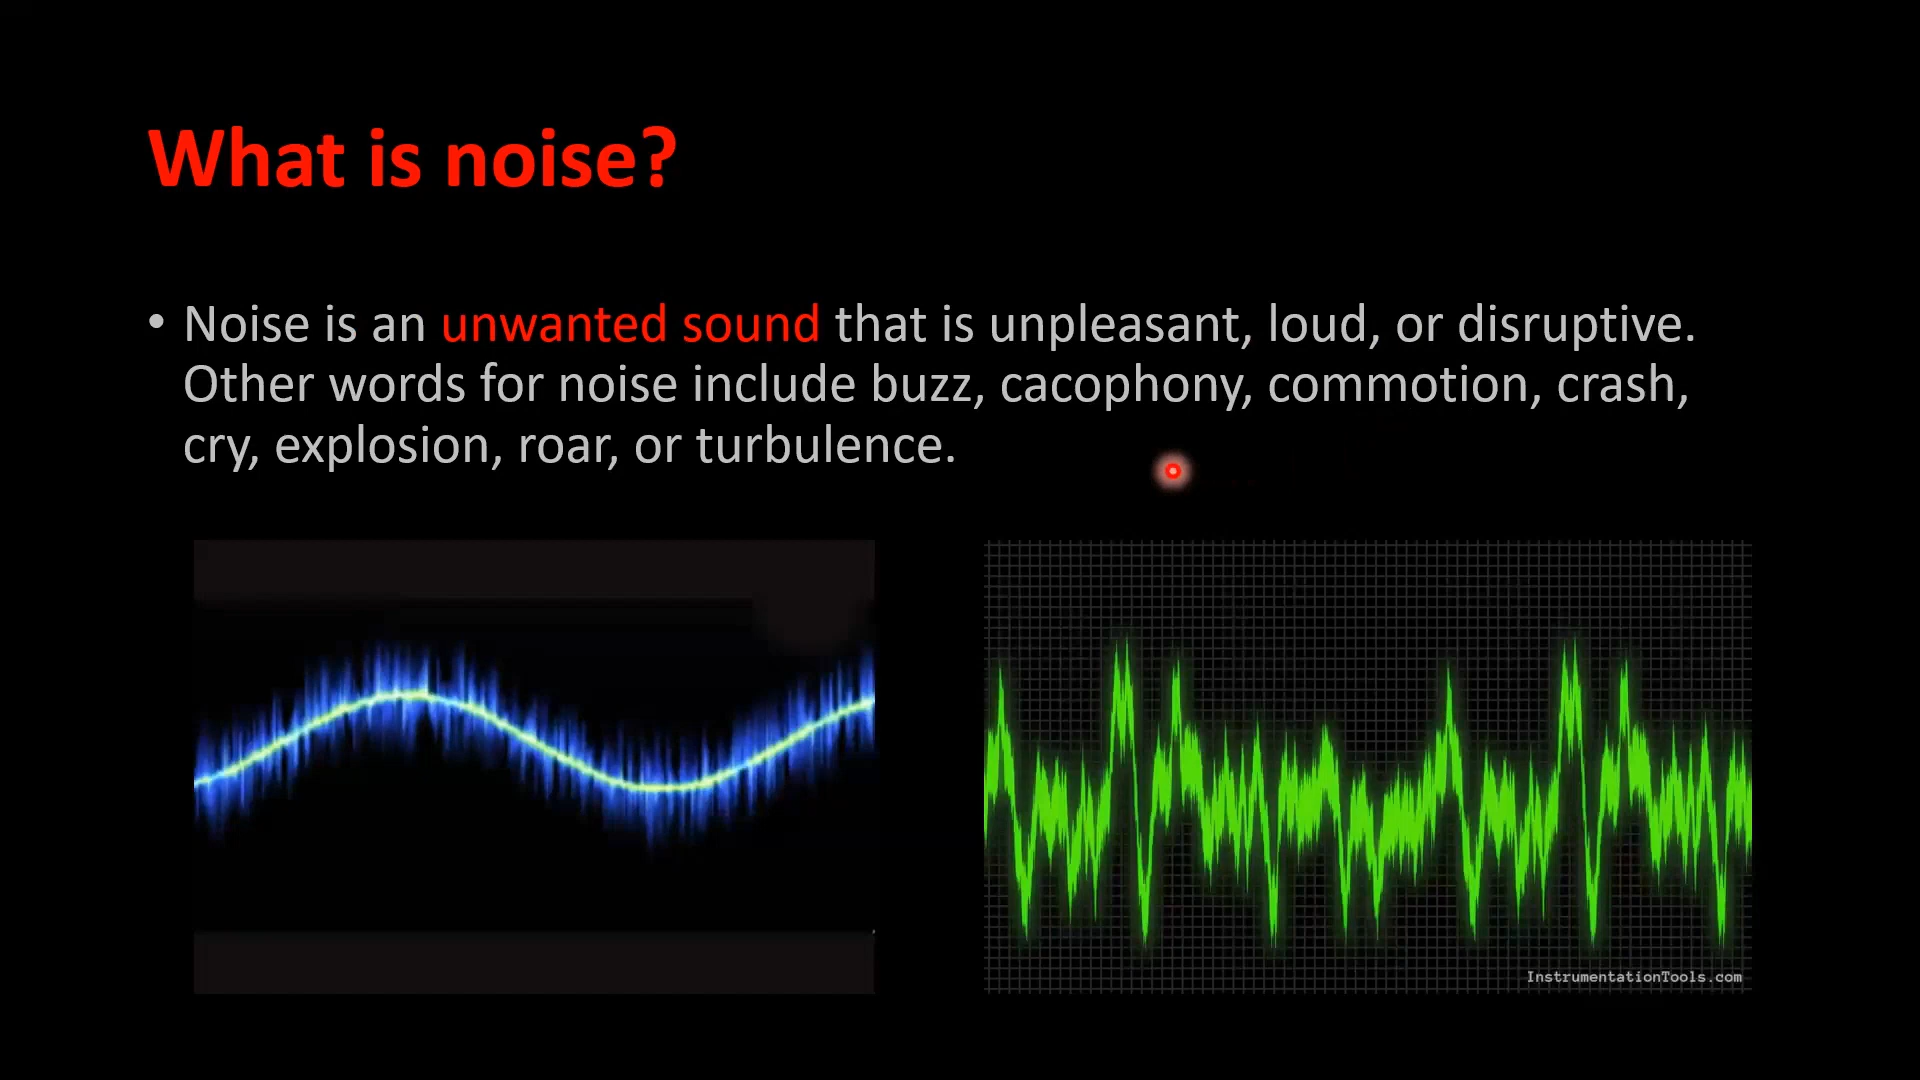 What is noise?
• Noise is an unwanted sound that is unpleasant, loud, or disruptive.
Other words for noise include buzz, cacophony, commotion, crash,
cry, explosion, roar, or turbulence.
InstrumentationTools.com